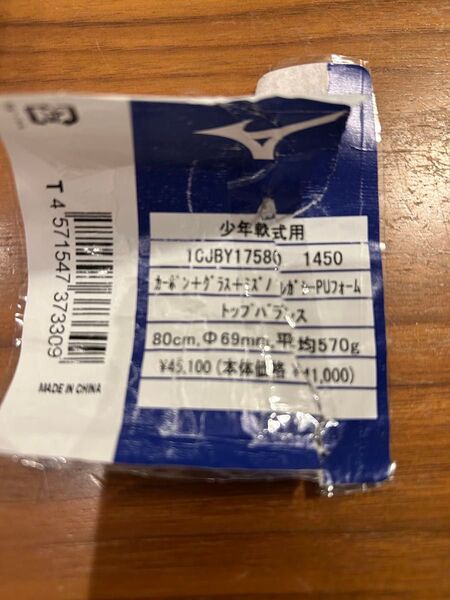 少年軟式用
1CJBY17580 1450
カーボン+グラス+ミズノ レガシーPUフォーム
トップバランス
80cm,Φ69mm,平均570g
¥45,100(本体価格 ¥41,000)
T 4 571547 373309
MADE IN CHINA